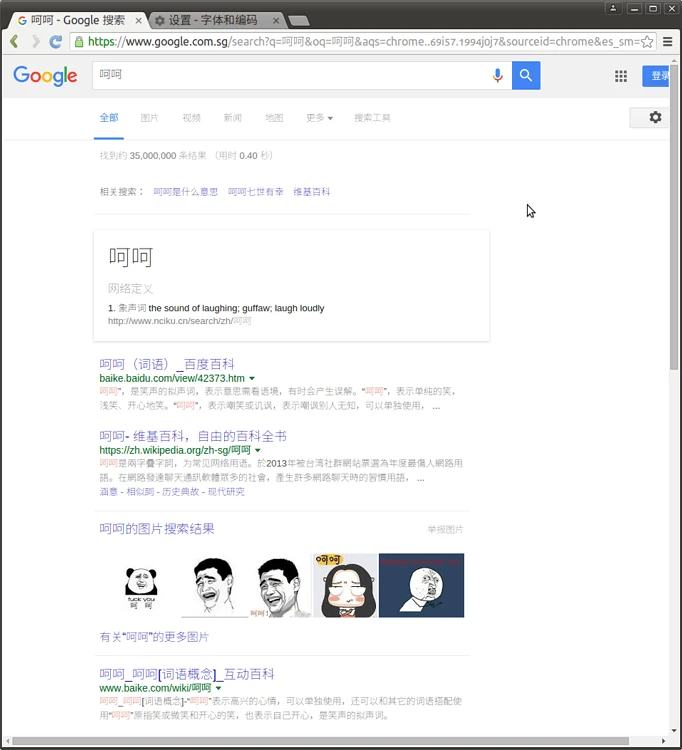 呵呵 - Google 搜索
设置 - 字体和编码
https://www.google.com.sg/search?q=呵呵&oq=呵呵&aqs=chrome..69i57.1994j0j7&sourceid=chrome&es_sm=
Google
呵呵
登录
全部 图片 视频 新闻 地图 更多 搜索工具
找到约 35,000,000 条结果 （用时 0.40 秒）
相关搜索： 呵呵是什么意思 呵呵七世有幸 维基百科
呵呵
网络定义
1. 象声词 the sound of laughing; guffaw; laugh loudly
http://www.nciku.cn/search/zh/呵呵
呵呵（词语）_百度百科
baike.baidu.com/view/42373.htm
呵呵”，是笑声的拟声词，表示意思需看语境，有时会产生误解。“呵呵”，表示单纯的笑，
浅笑、开心地笑。“呵呵”，表示嘲笑或讥讽，表示嘲讽别人无知，可以单独使用， ...
呵呵- 维基百科，自由的百科全书
https://zh.wikipedia.org/zh-sg/呵呵
呵呵是兩字疊字詞，为常见网络用语。於2013年被台湾社群網站票選為年度最傷人網路用
語。在網路發達聊天通訊軟體眾多的社會，產生許多網路聊天時的習慣用語， ...
涵意 - 相似詞 - 历史典故 - 现代研究
呵呵的图片搜索结果
举报图片
fuck you
呵 呵
呵呵
呵呵
有关“呵呵”的更多图片
呵呵_呵呵[词语概念]_互动百科
www.baike.com/wiki/呵呵
呵呵_呵呵[词语概念]-“呵呵”表示高兴的心情，可以单独使用，还可以和其它的词语搭配使
用“呵呵”原指笑或微笑和开心的笑，也表示自己开心，是笑声的拟声词。